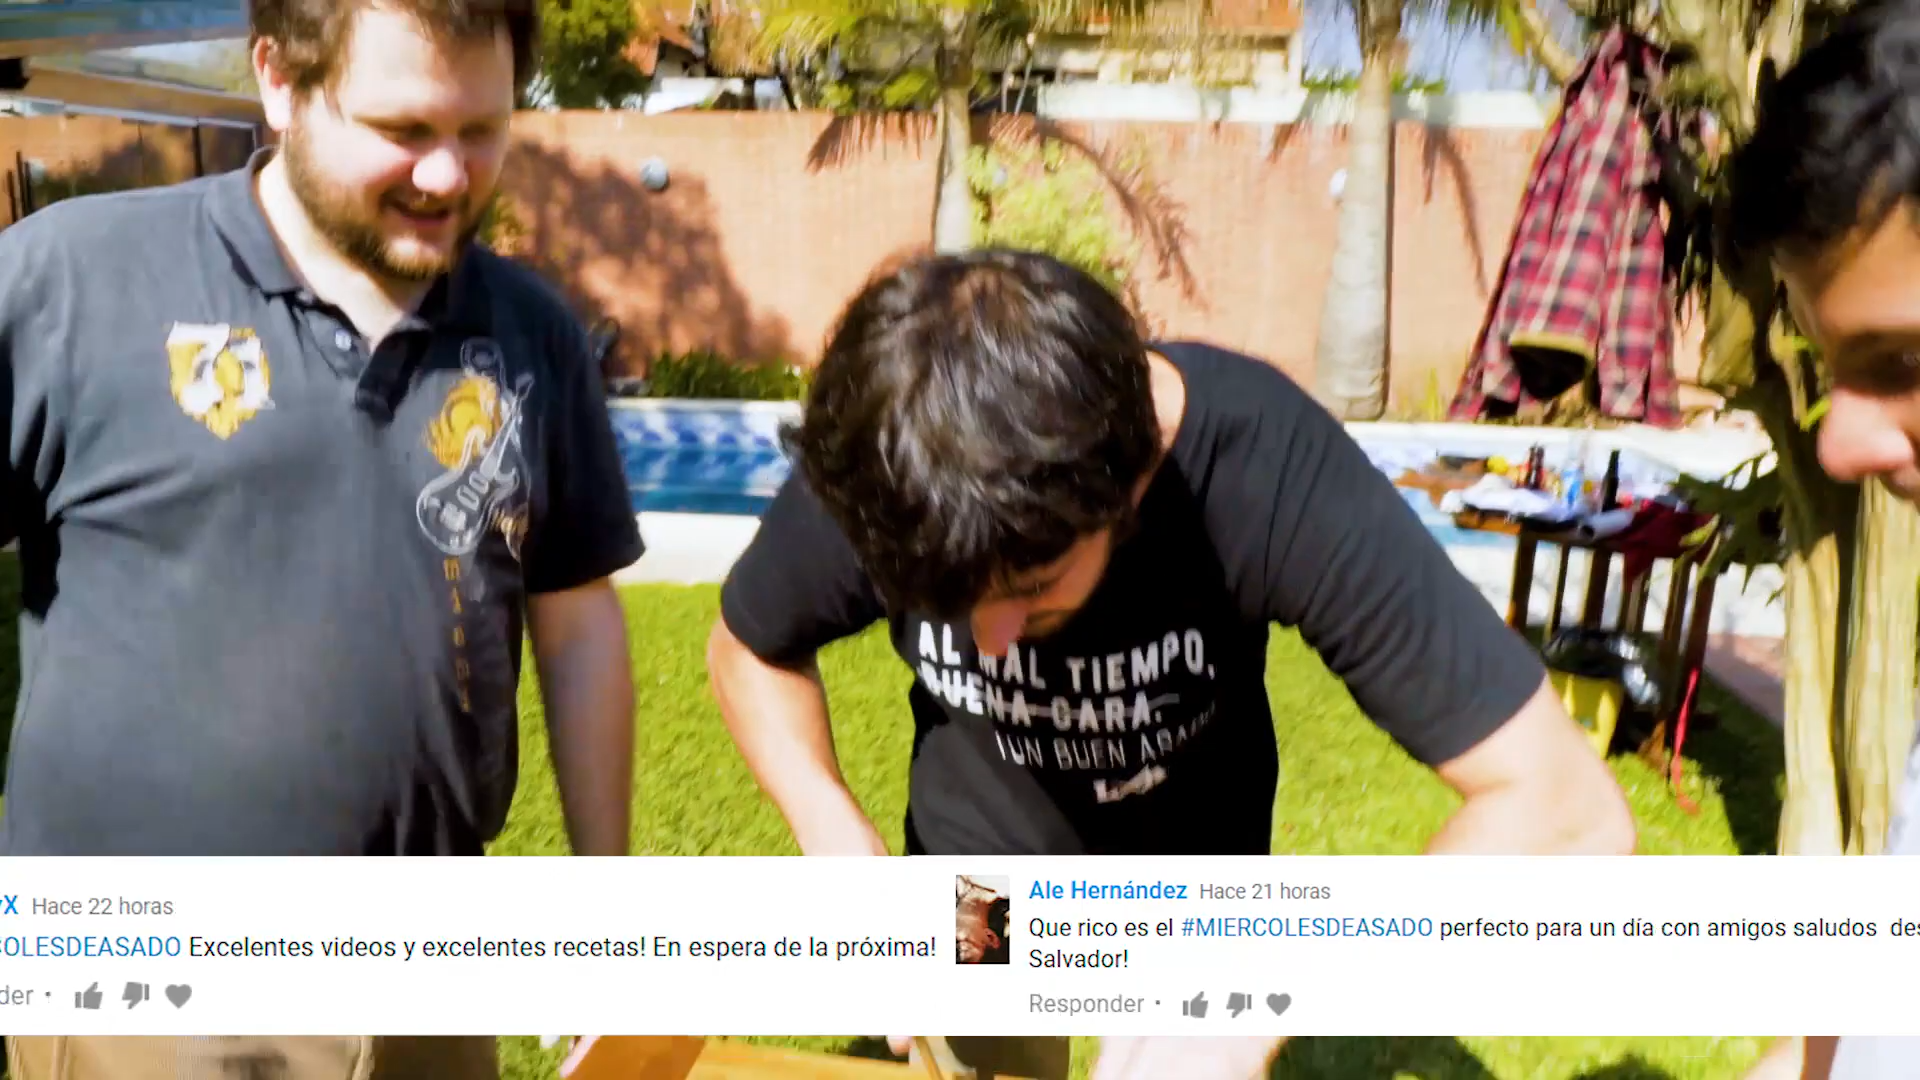 AL MAL TIEMPO,
BUENA CARA.
UN BUEN
X Hace 22 horas
COLESDEASADO Excelentes videos y excelentes recetas! En espera de la próxima!
der ·
Ale Hernández Hace 21 horas
Que rico es el #MIERCOLESDEASADO perfecto para un día con amigos saludos des
Salvador!
Responder ·